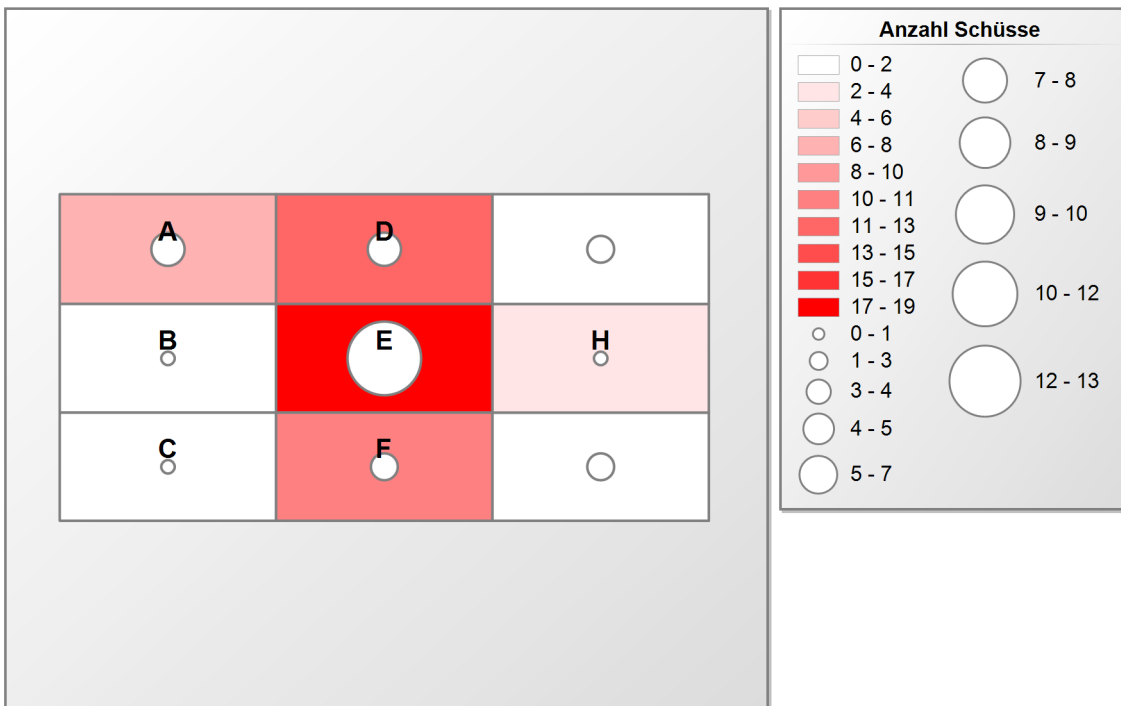 A
D
B
E
H
C
F
Anzahl Schüsse
0 - 2
2 - 4
4 - 6
6 - 8
8 - 10
10 - 11
11 - 13
13 - 15
15 - 17
17 - 19
0 - 1
1 - 3
3 - 4
4 - 5
5 - 7
7 - 8
8 - 9
9 - 10
10 - 12
12 - 13